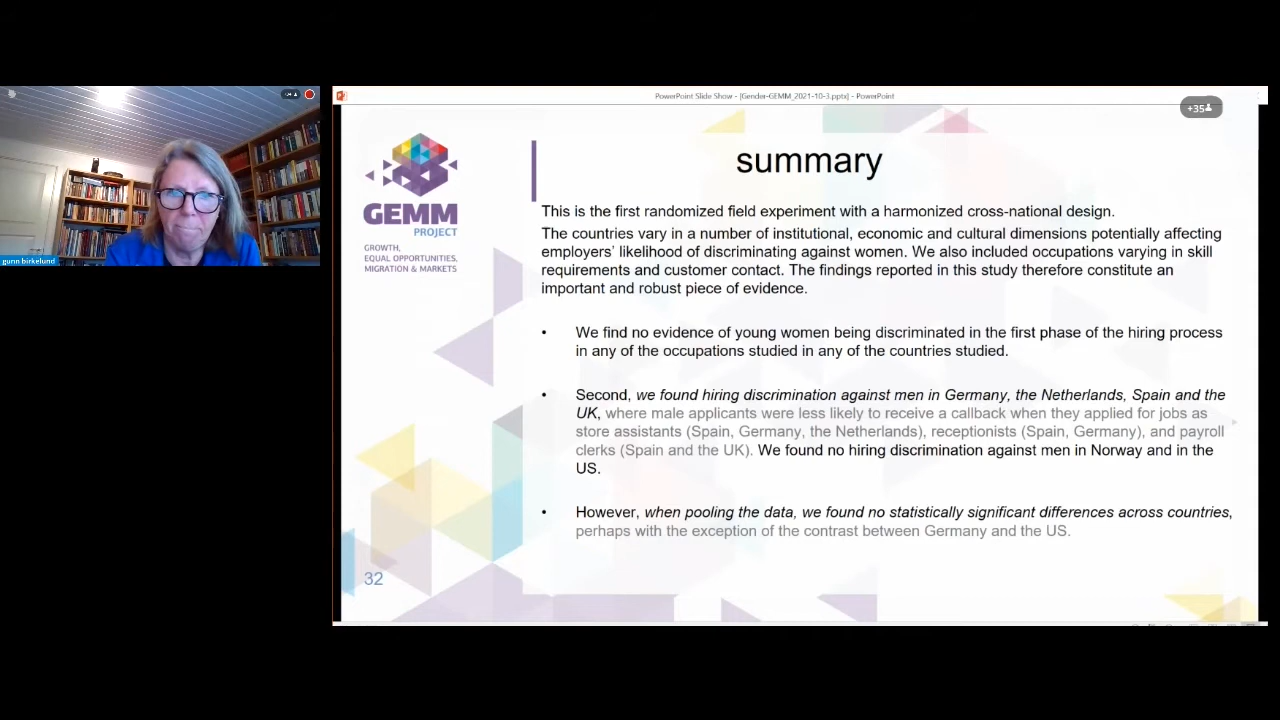 PowerPoint Slide Show - [Gender-GEMM_2021-10-3.pptx] - PowerPoint
+35
gunn birkelund
GEMM
PROJECT
GROWTH,
EQUAL OPPORTUNITIES,
MIGRATION & MARKETS
summary
This is the first randomized field experiment with a harmonized cross-national design.
The countries vary in a number of institutional, economic and cultural dimensions potentially affecting
employers’ likelihood of discriminating against women. We also included occupations varying in skill
requirements and customer contact. The findings reported in this study therefore constitute an
important and robust piece of evidence.
• We find no evidence of young women being discriminated in the first phase of the hiring process
in any of the occupations studied in any of the countries studied.
• Second, we found hiring discrimination against men in Germany, the Netherlands, Spain and the
UK, where male applicants were less likely to receive a callback when they applied for jobs as
store assistants (Spain, Germany, the Netherlands), receptionists (Spain, Germany), and payroll
clerks (Spain and the UK). We found no hiring discrimination against men in Norway and in the
US.
• However, when pooling the data, we found no statistically significant differences across countries,
perhaps with the exception of the contrast between Germany and the US.
32